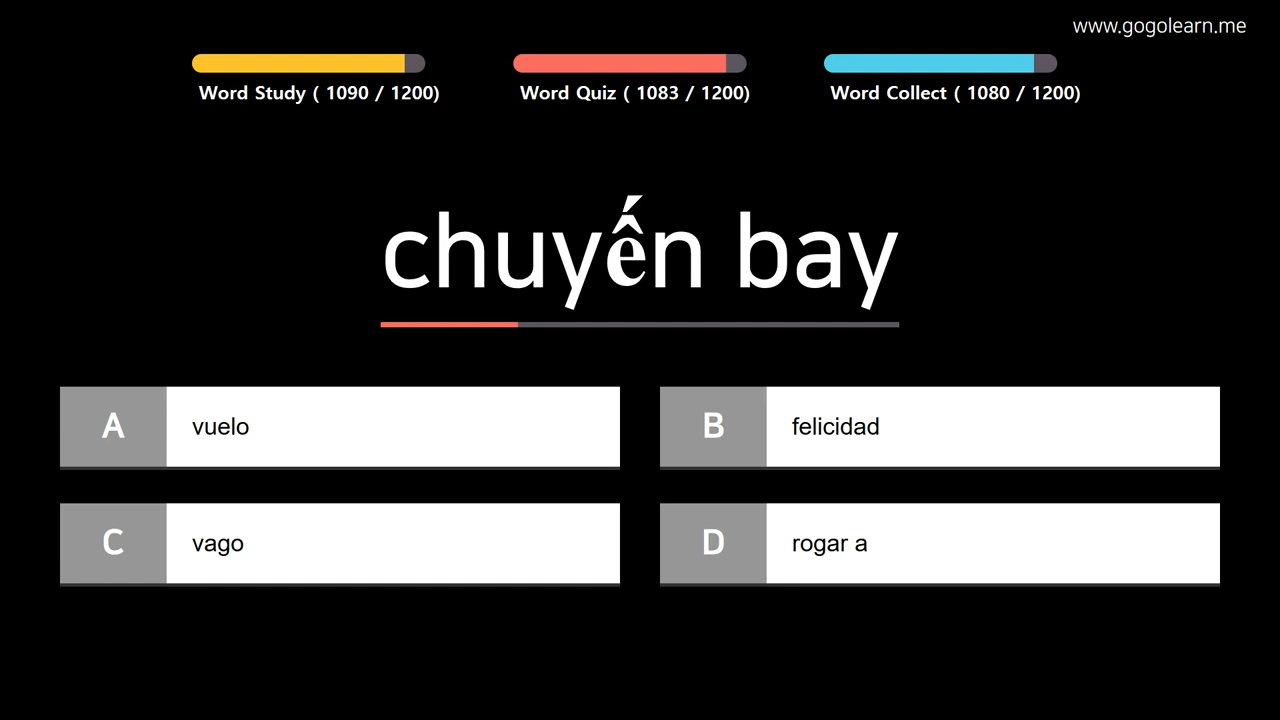 www.gogolearn.me
Word Study ( 1090 / 1200)
Word Quiz ( 1083 / 1200)
Word Collect ( 1080 / 1200)
chuyến bay
A vuelo
B felicidad
C vago
D rogar a